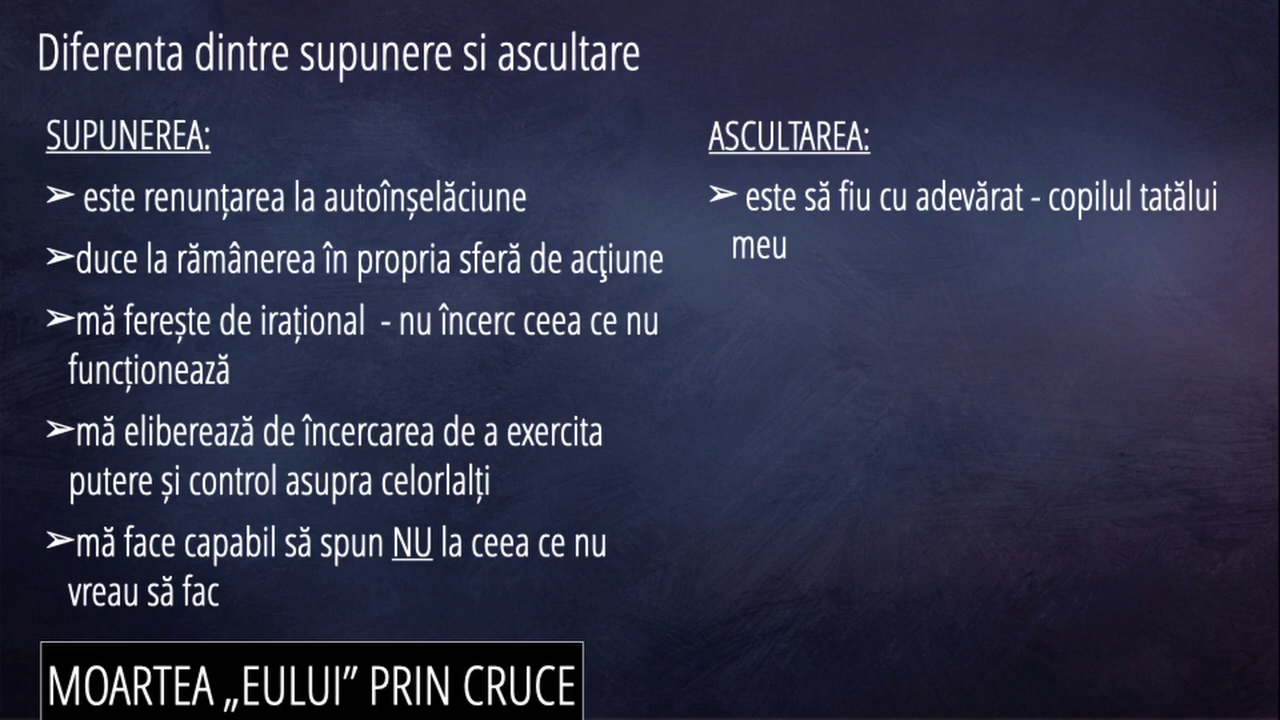 Diferenta dintre supunere si ascultare
SUPUNEREA:
➢ este renunțarea la autoînșelăciune
➢duce la rămânerea în propria sferă de acţiune
➢mă ferește de irațional - nu încerc ceea ce nu
funcționează
➢mă eliberează de încercarea de a exercita
putere și control asupra celorlalți
➢mă face capabil să spun NU la ceea ce nu
vreau să fac
MOARTEA „EULUI” PRIN CRUCE
ASCULTAREA:
➢ este să fiu cu adevărat - copilul tatălui
meu